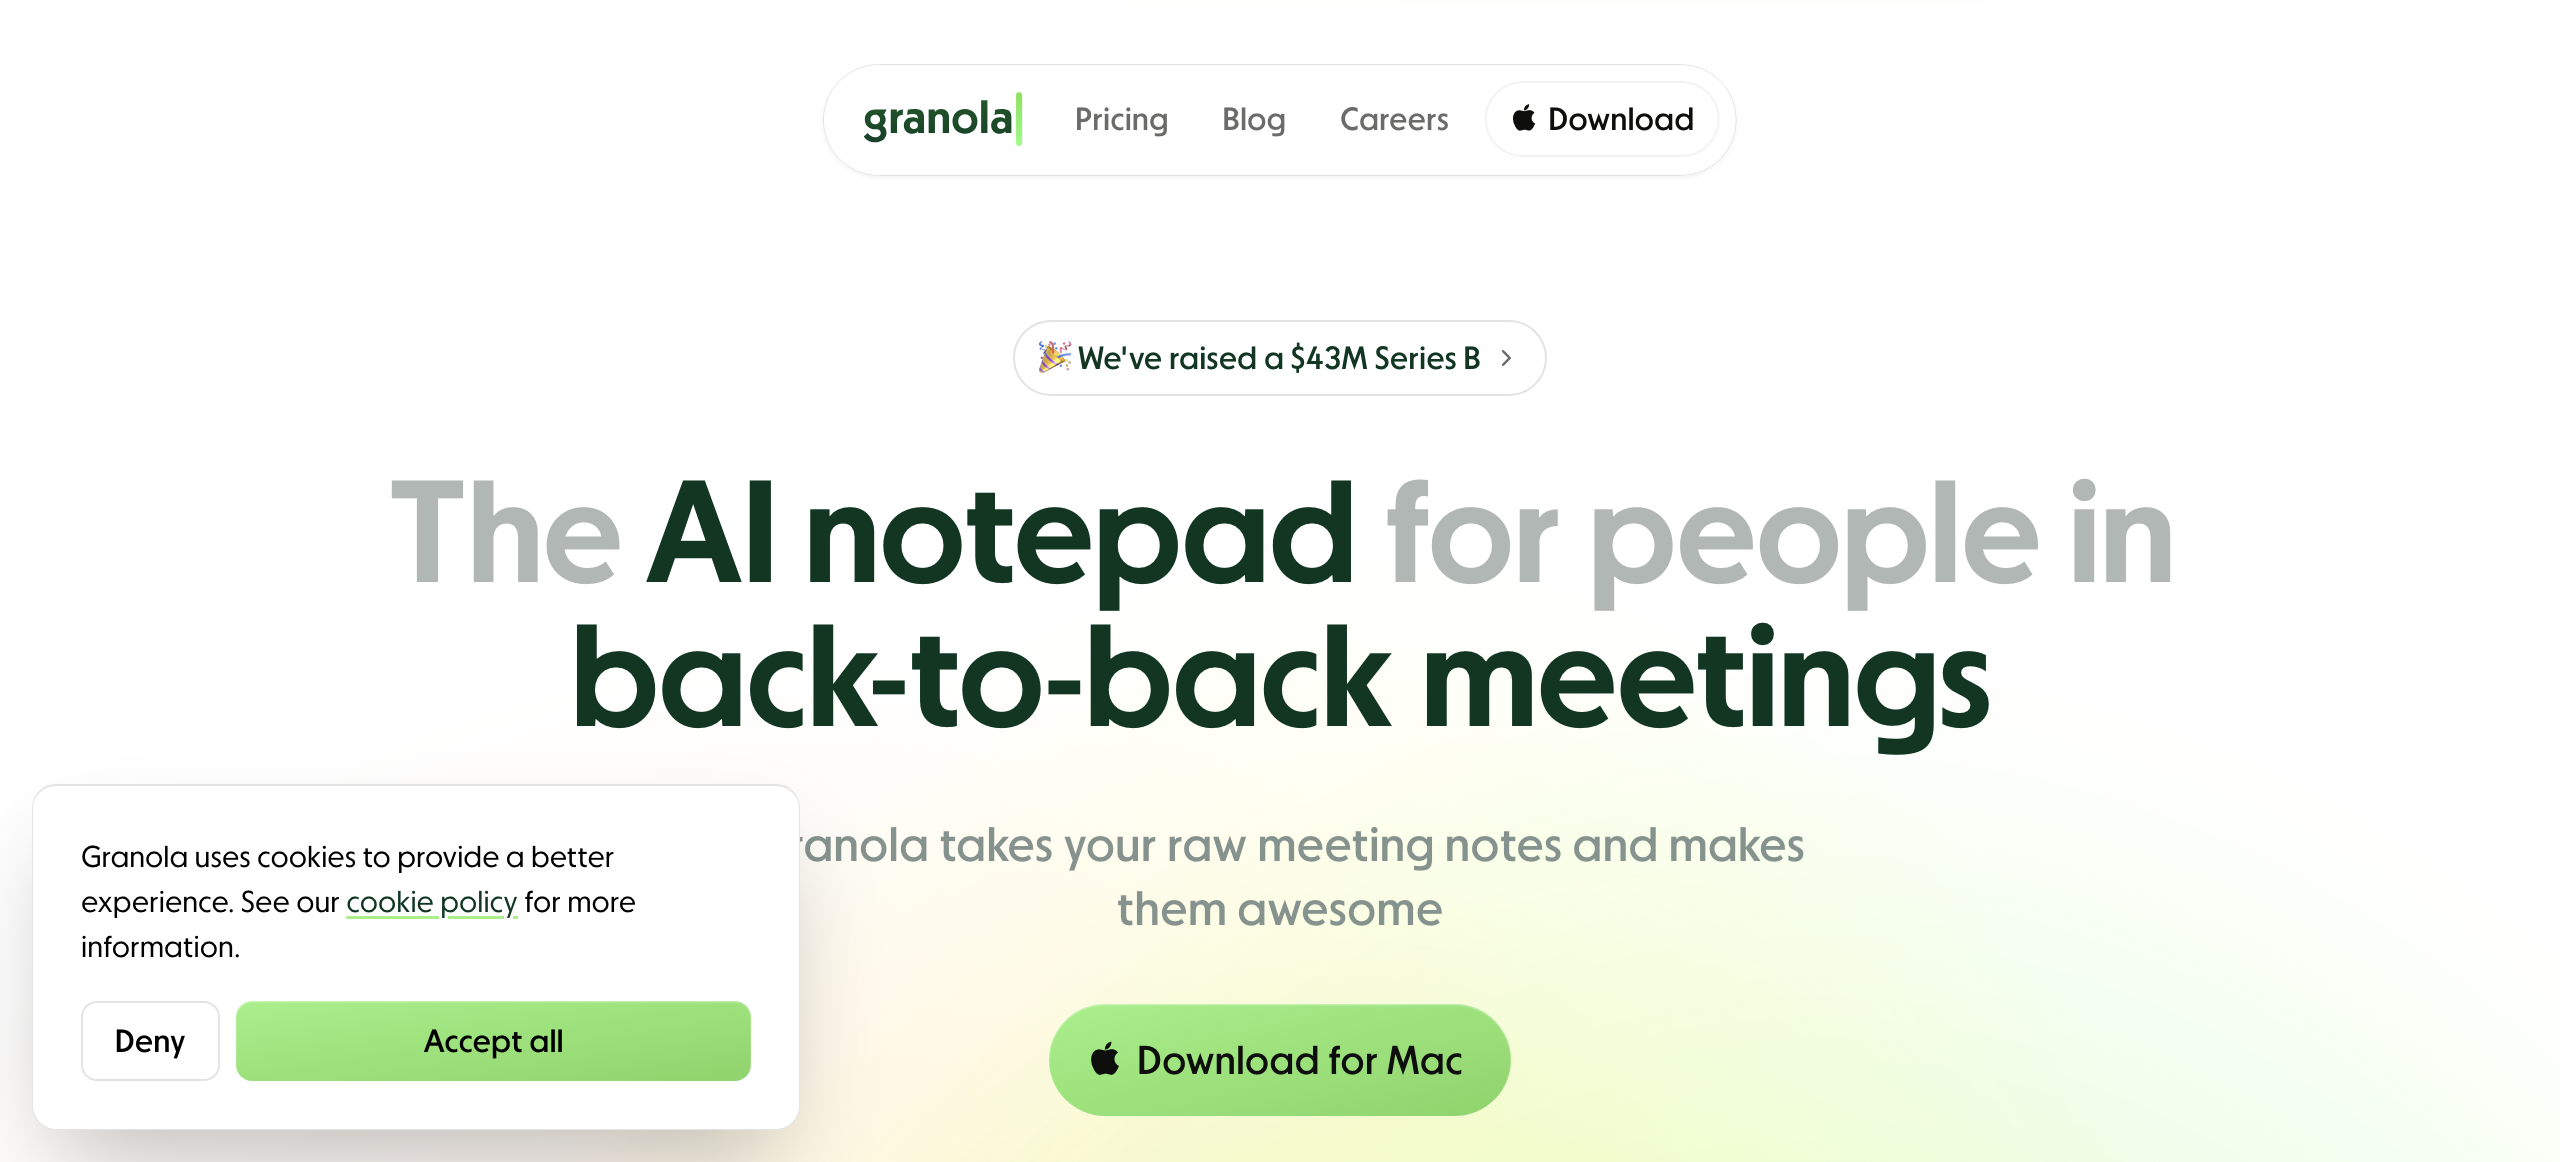 granola
Pricing
Blog
Careers
Download
We've raised a $43M Series B
The AI notepad for people in
back-to-back meetings
takes your raw meeting notes and makes
them awesome
Download for Mac
Granola uses cookies to provide a better
experience. See our cookie policy for more
information.
Deny
Accept all